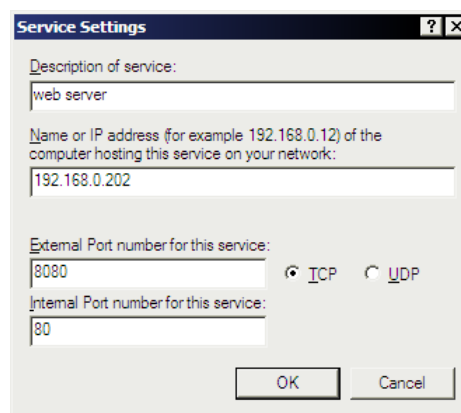 Service Settings
Description of service:
web server
Name or IP address (for example 192.168.0.12) of the
computer hosting this service on your network:
192.168.0.202
External Port number for this service:
8080
TCP
UDP
Internal Port number for this service:
80
OK
Cancel